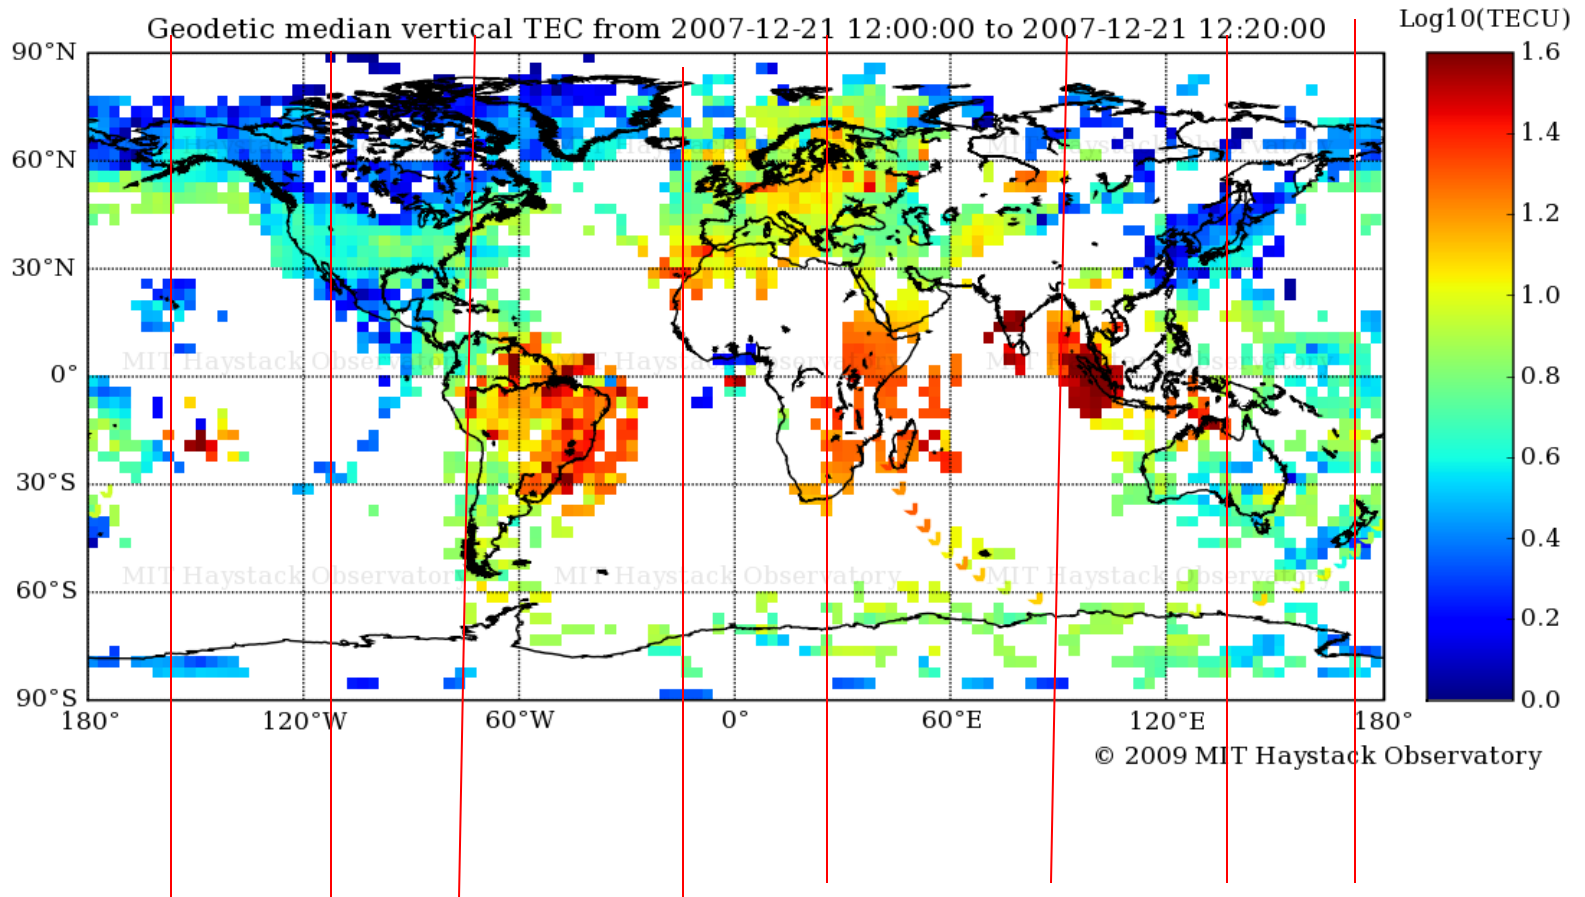 Geodetic median vertical TEC from 2007-12-21 12:00:00 to 2007-12-21 12:20:00
Log10(TECU)
90°N
60°N
30°N
0°
30°S
60°S
90°S
180°
120°W
60°W
0°
60°E
120°E
180°
1.6
1.4
1.2
1.0
0.8
0.6
0.4
0.2
0.0
MIT Haystack Observatory
MIT Haystack Observatory
MIT Haystack Observatory
MIT Haystack Observatory
MIT Haystack Observatory
MIT Haystack Observatory
© 2009 MIT Haystack Observatory